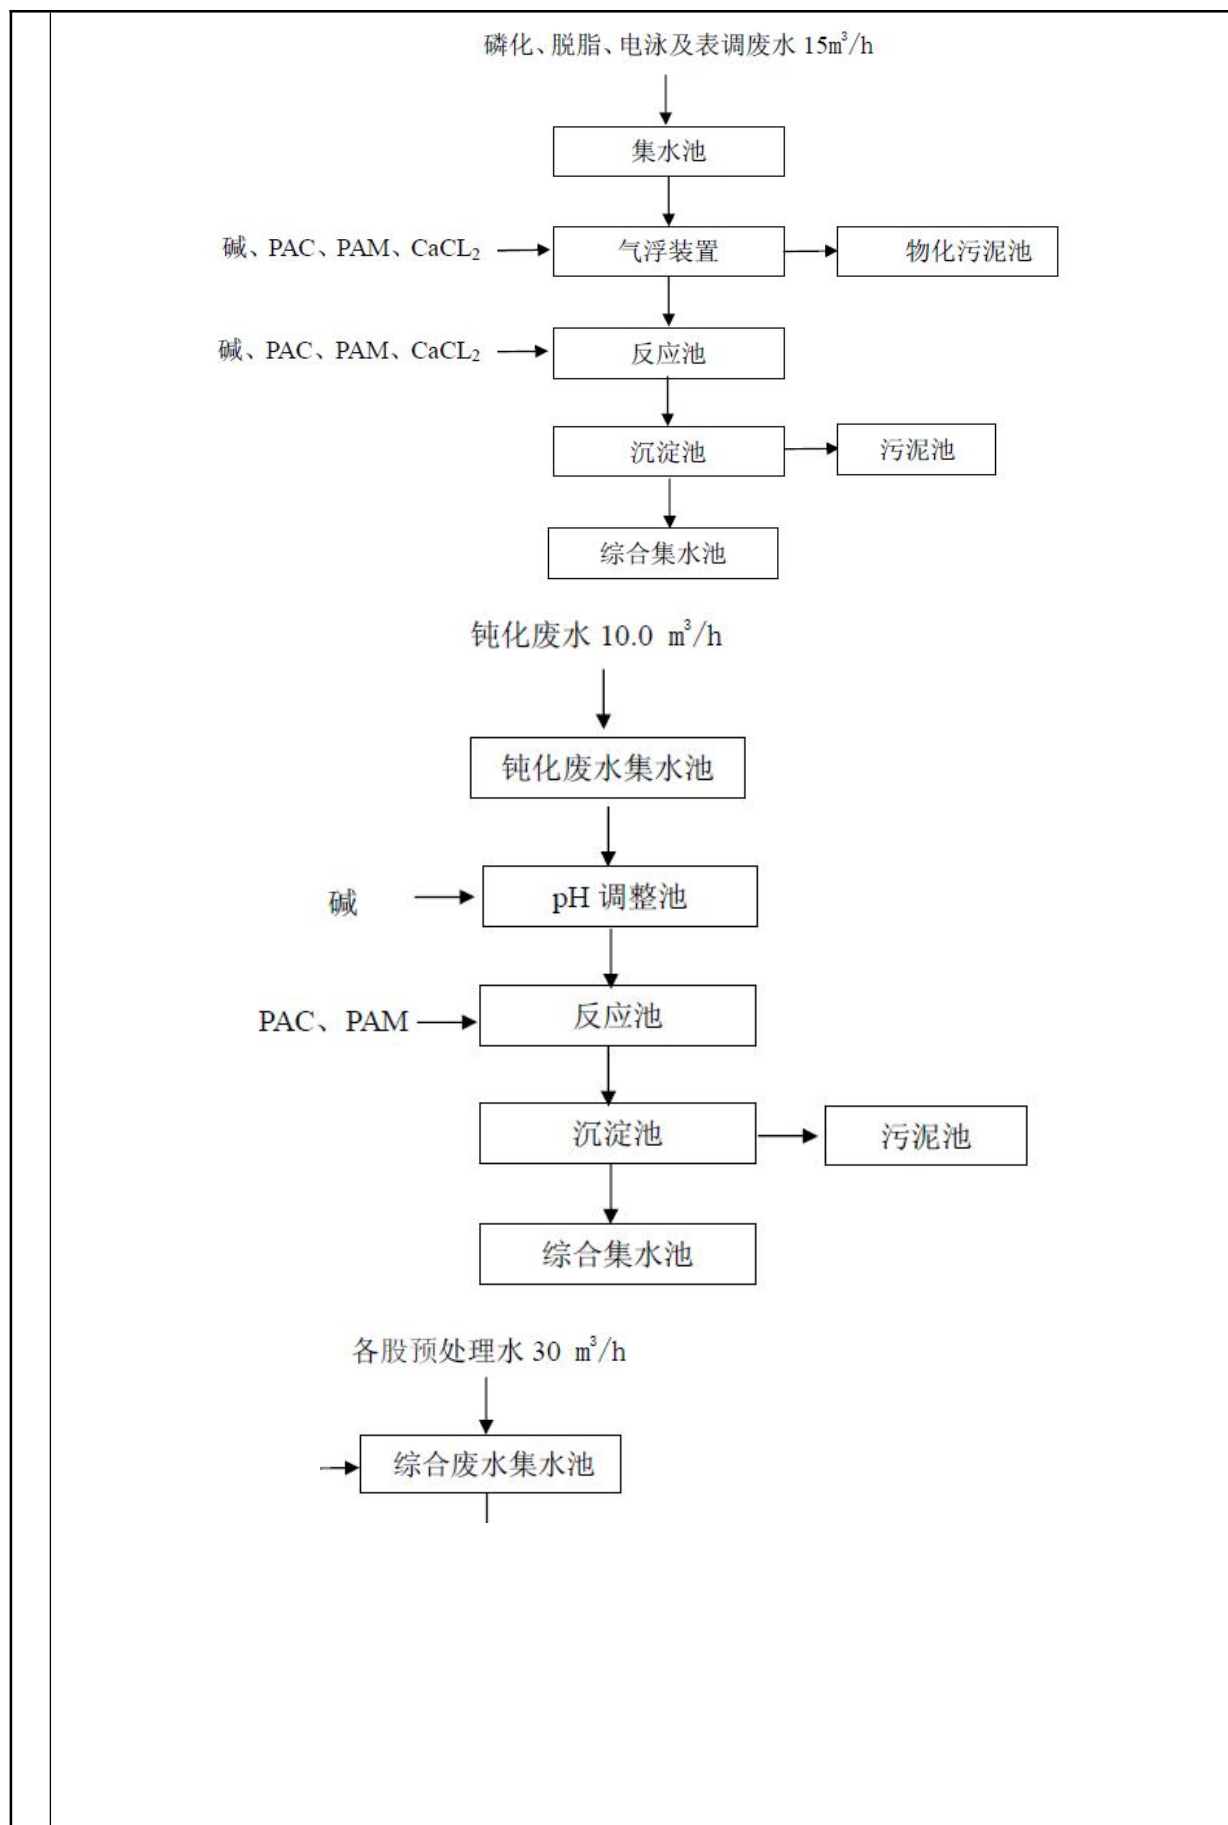 磷化、脱脂、电泳及表调废水 15m³/h
集水池
碱、PAC、PAM、CaCL₂
气浮装置
物化污泥池
碱、PAC、PAM、CaCL₂
反应池
沉淀池
污泥池
综合集水池
钝化废水 10.0 m³/h
钝化废水集水池
碱
pH 调整池
PAC、PAM
反应池
沉淀池
污泥池
综合集水池
各股预处理水 30 m³/h
综合废水集水池